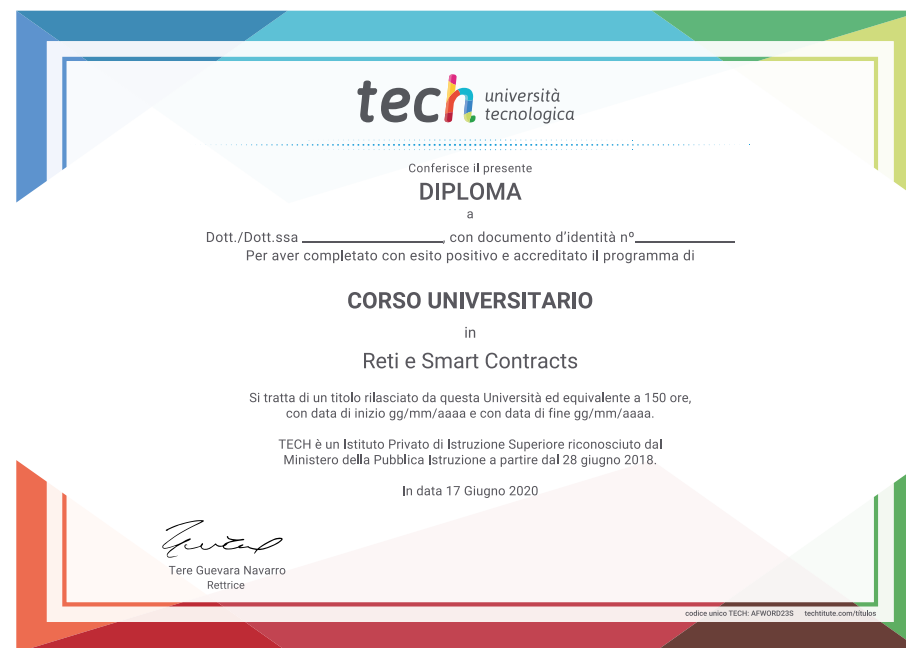 tech università
tecnologica
Conferisce il presente
DIPLOMA
a
Dott./Dott.ssa ____________________, con documento d'identità nº______________
Per aver completato con esito positivo e accreditato il programma di
CORSO UNIVERSITARIO
in
Reti e Smart Contracts
Si tratta di un titolo rilasciato da questa Università ed equivalente a 150 ore,
con data di inizio gg/mm/aaaa e con data di fine gg/mm/aaaa.
TECH è un Istituto Privato di Istruzione Superiore riconosciuto dal
Ministero della Pubblica Istruzione a partire dal 28 giugno 2018.
In data 17 Giugno 2020
Tere Guevara Navarro
Rettrice
codice unico TECH: AFWORD23S techtitute.com/titulos